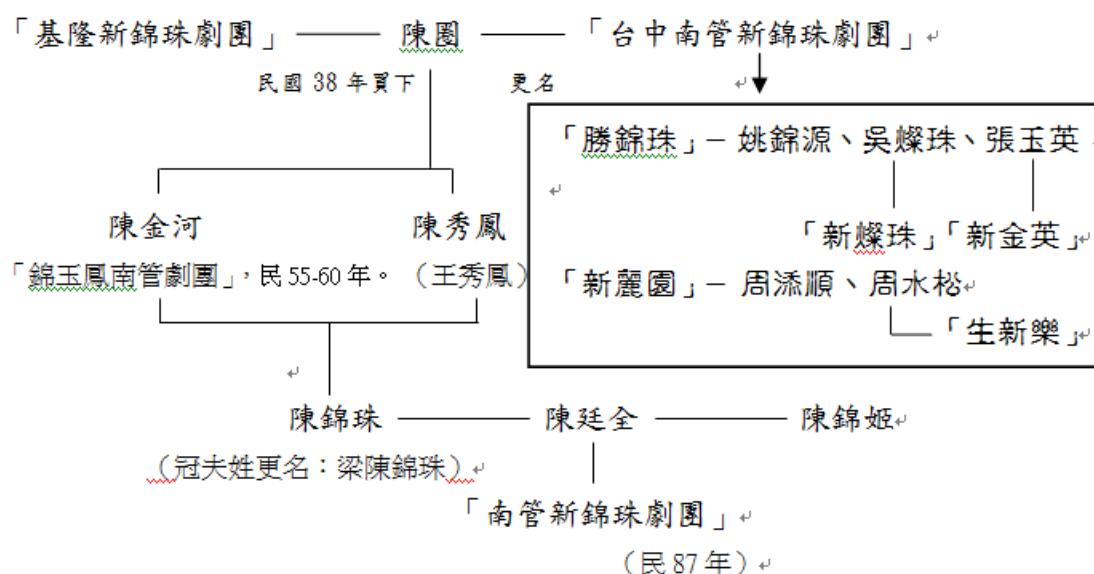 「基隆新錦珠劇團」 陳圈 「台中南管新錦珠劇團」
民國 38 年買下 更名
「勝錦珠」－ 姚錦源、吳燦珠、張玉英
「新燦珠」「新金英」
「新麗園」－ 周添順、周水松
「生新樂」
陳金河 陳秀鳳
「錦玉鳳南管劇團」，民 55-60 年。 （王秀鳳）
陳錦珠 陳廷全 陳錦姬
（冠夫姓更名：梁陳錦珠）
「南管新錦珠劇團」
（民 87 年）